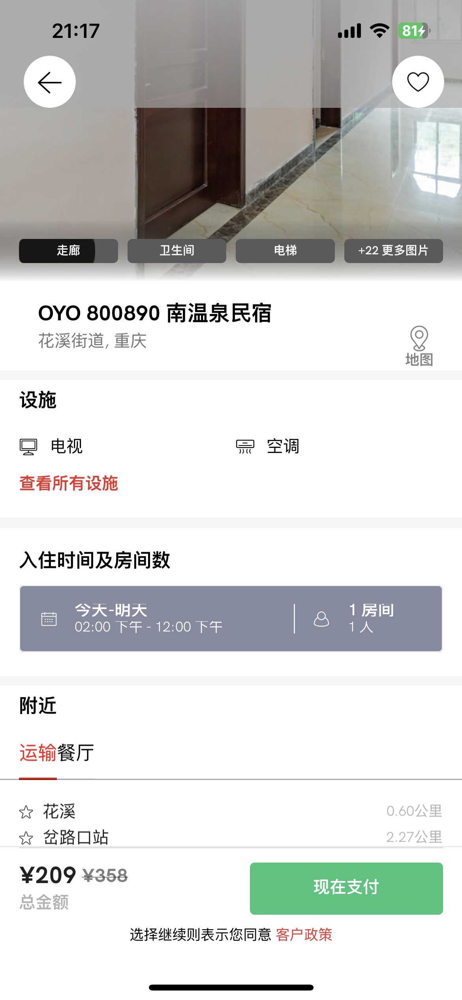 21:17
81
走廊
卫生间
电梯
+22 更多图片
OYO 800890 南温泉民宿
花溪街道, 重庆
地图
设施
电视
空调
查看所有设施
入住时间及房间数
今天-明天
1 房间
02:00 下午 - 12:00 下午
1 人
附近
运输餐厅
花溪 0.60公里
岔路口站 2.27公里
¥209 ¥358
总金额
现在支付
选择继续则表示您同意 客户政策